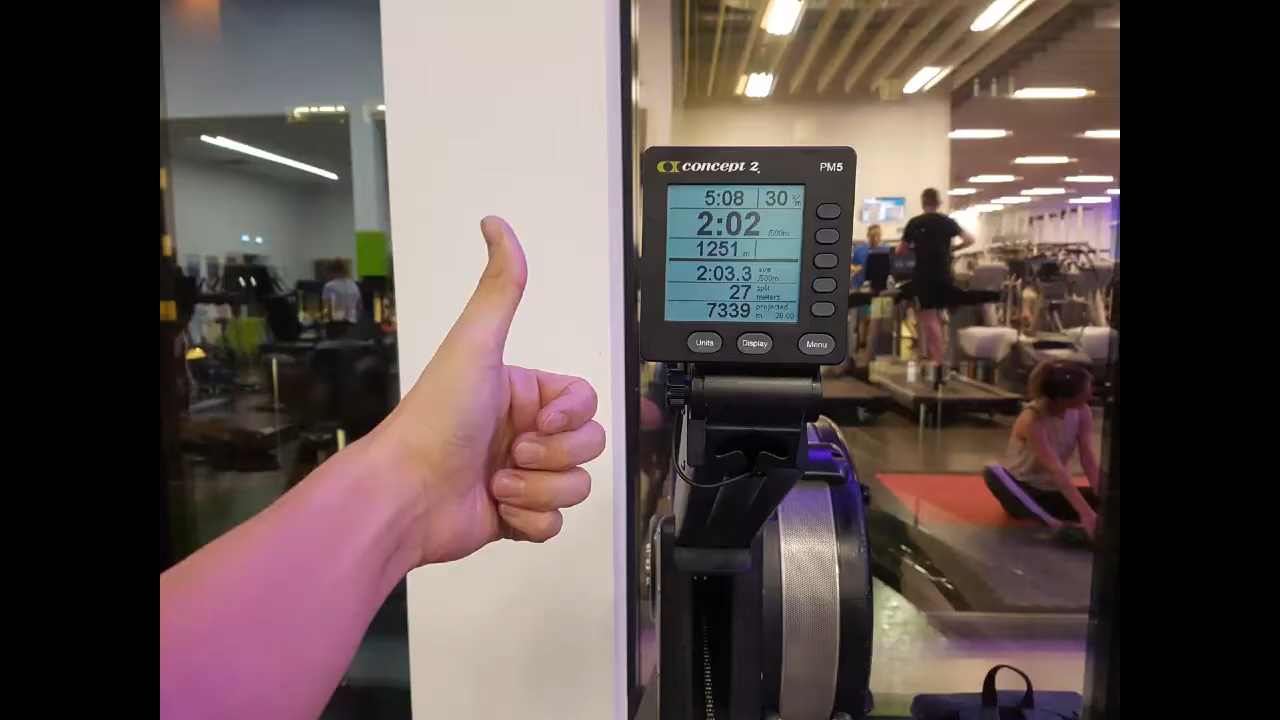 concept 2
PM5
5:08 30 s/m
2:02 /500m
1251 m
2:03.3 ave /500m
27 split meters
7339 projected m 30:00
Units Display Menu